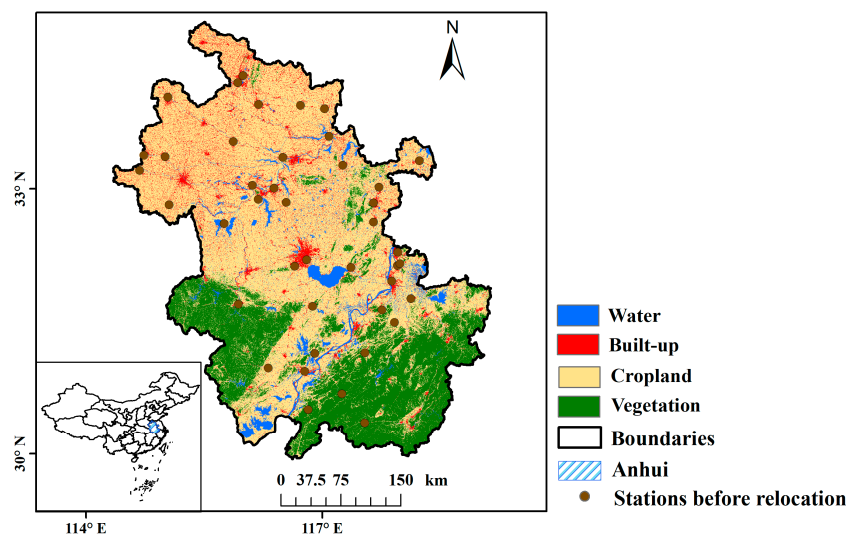 N
33° N
30° N
114° E
117° E
0 37.5 75 150 km
Water
Built-up
Cropland
Vegetation
Boundaries
Anhui
Stations before relocation